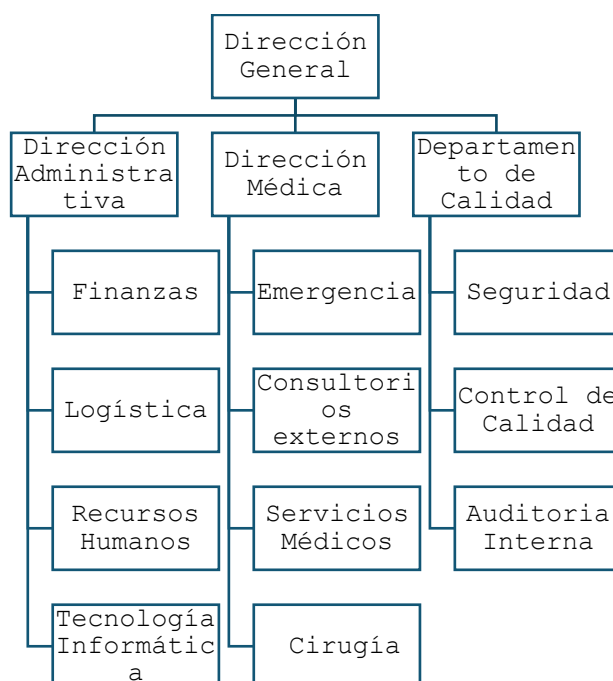 Dirección
General
Dirección
Administra
tiva
Dirección
Médica
Departamen
to de
Calidad
Finanzas
Emergencia
Seguridad
Logística
Consultori
os
externos
Control de
Calidad
Recursos
Humanos
Servicios
Médicos
Auditoria
Interna
Tecnología
Informátic
a
Cirugía